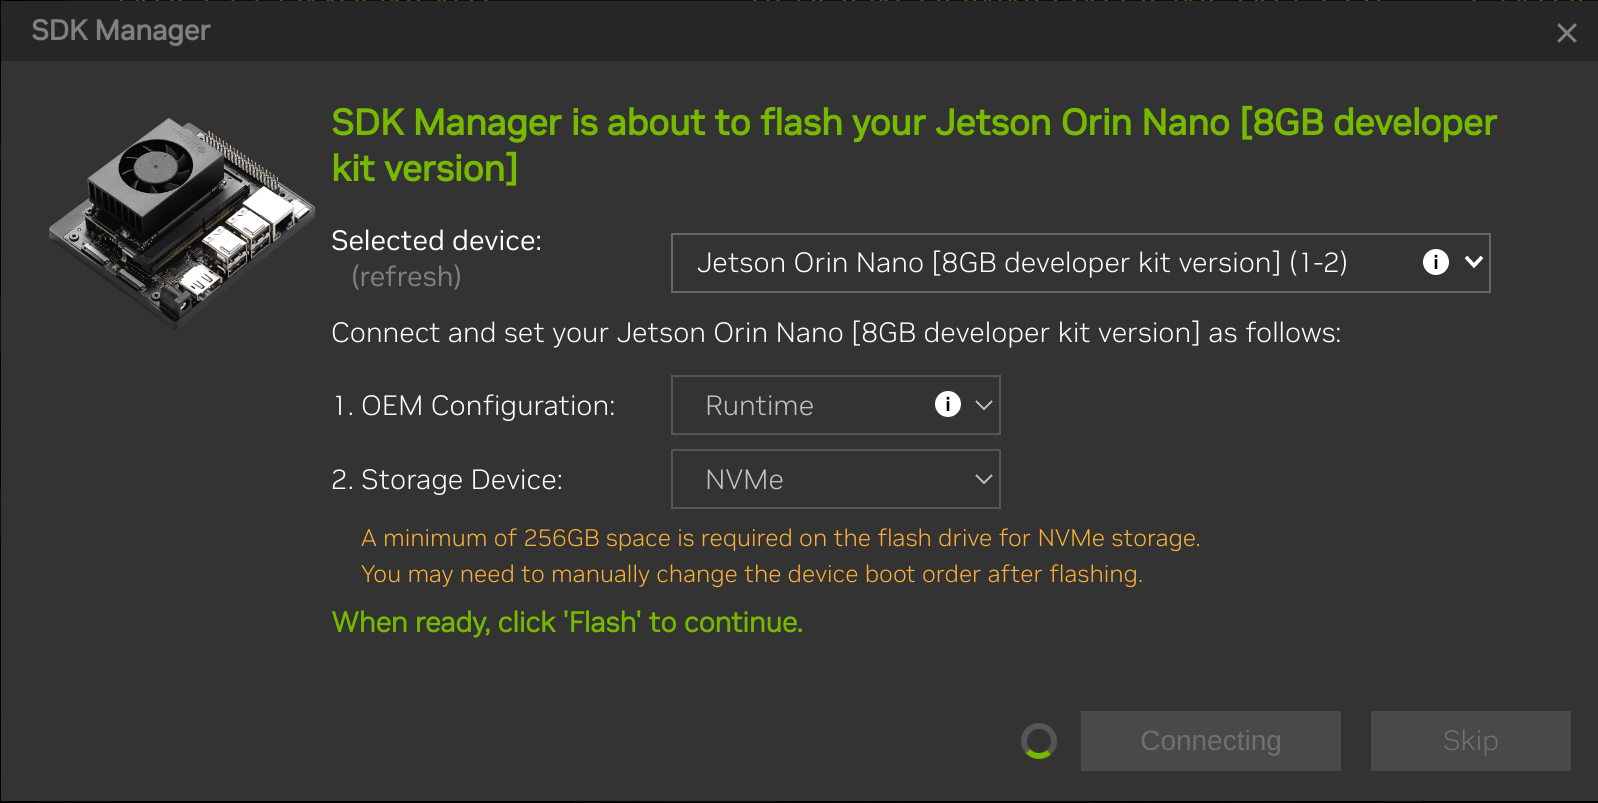 SDK Manager
SDK Manager is about to flash your Jetson Orin Nano [8GB developer
kit version]
Selected device:
(refresh)
Jetson Orin Nano [8GB developer kit version] (1-2)
Connect and set your Jetson Orin Nano [8GB developer kit version] as follows:
1. OEM Configuration:
Runtime
2. Storage Device:
NVMe
A minimum of 256GB space is required on the flash drive for NVMe storage.
You may need to manually change the device boot order after flashing.
When ready, click 'Flash' to continue.
Connecting
Skip